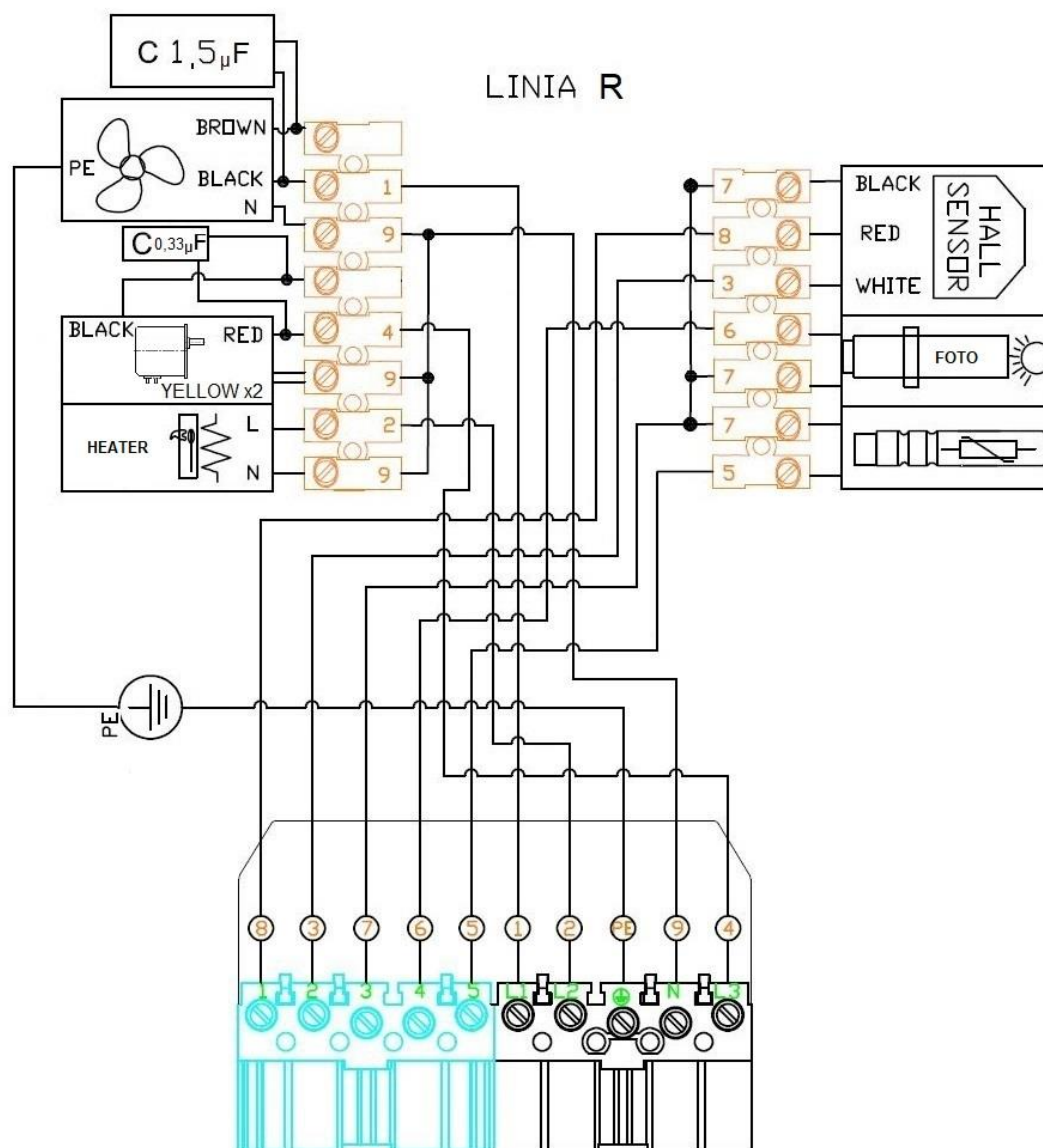 C 1,5µF
LINIA R
BROWN
PE
BLACK
N
1
9
C 0,33µF
BLACK
RED
4
YELLOW x2
9
HEATER
L
2
N
9
7
BLACK
8
RED
3
WHITE
HALL
SENSOR
6
FOTO
7
7
5
PE
8 3 7 6 5 1 2 PE 9 4
1 2 3 4 5 L1 L2 N L3